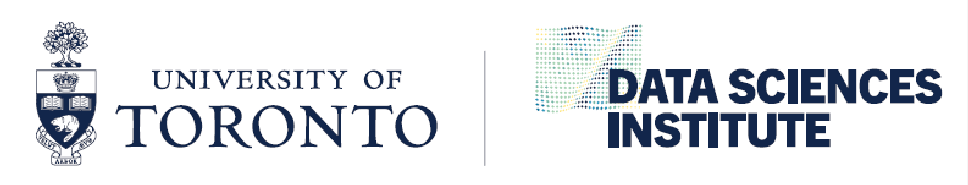 UNIVERSITY OF
TORONTO
DATA SCIENCES
INSTITUTE